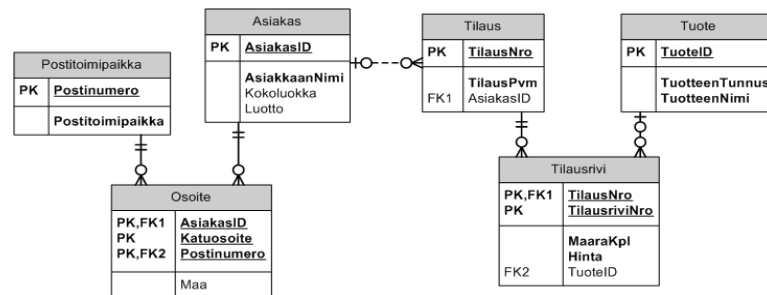 Asiakas
PK AsiakasID
AsiakkaanNimi
Kokoluokka
Luotto
Tilaus
PK TilausNro
TilausPvm
FK1 AsiakasID
Tuote
PK TuoteID
TuotteenTunnus
TuotteenNimi
Postitoimipaikka
PK Postinumero
Postitoimipaikka
Osoite
PK,FK1 AsiakasID
PK Katuosoite
PK,FK2 Postinumero
Maa
Tilausrivi
PK,FK1 TilausNro
PK TilausriviNro
MaaraKpl
Hinta
FK2 TuoteID